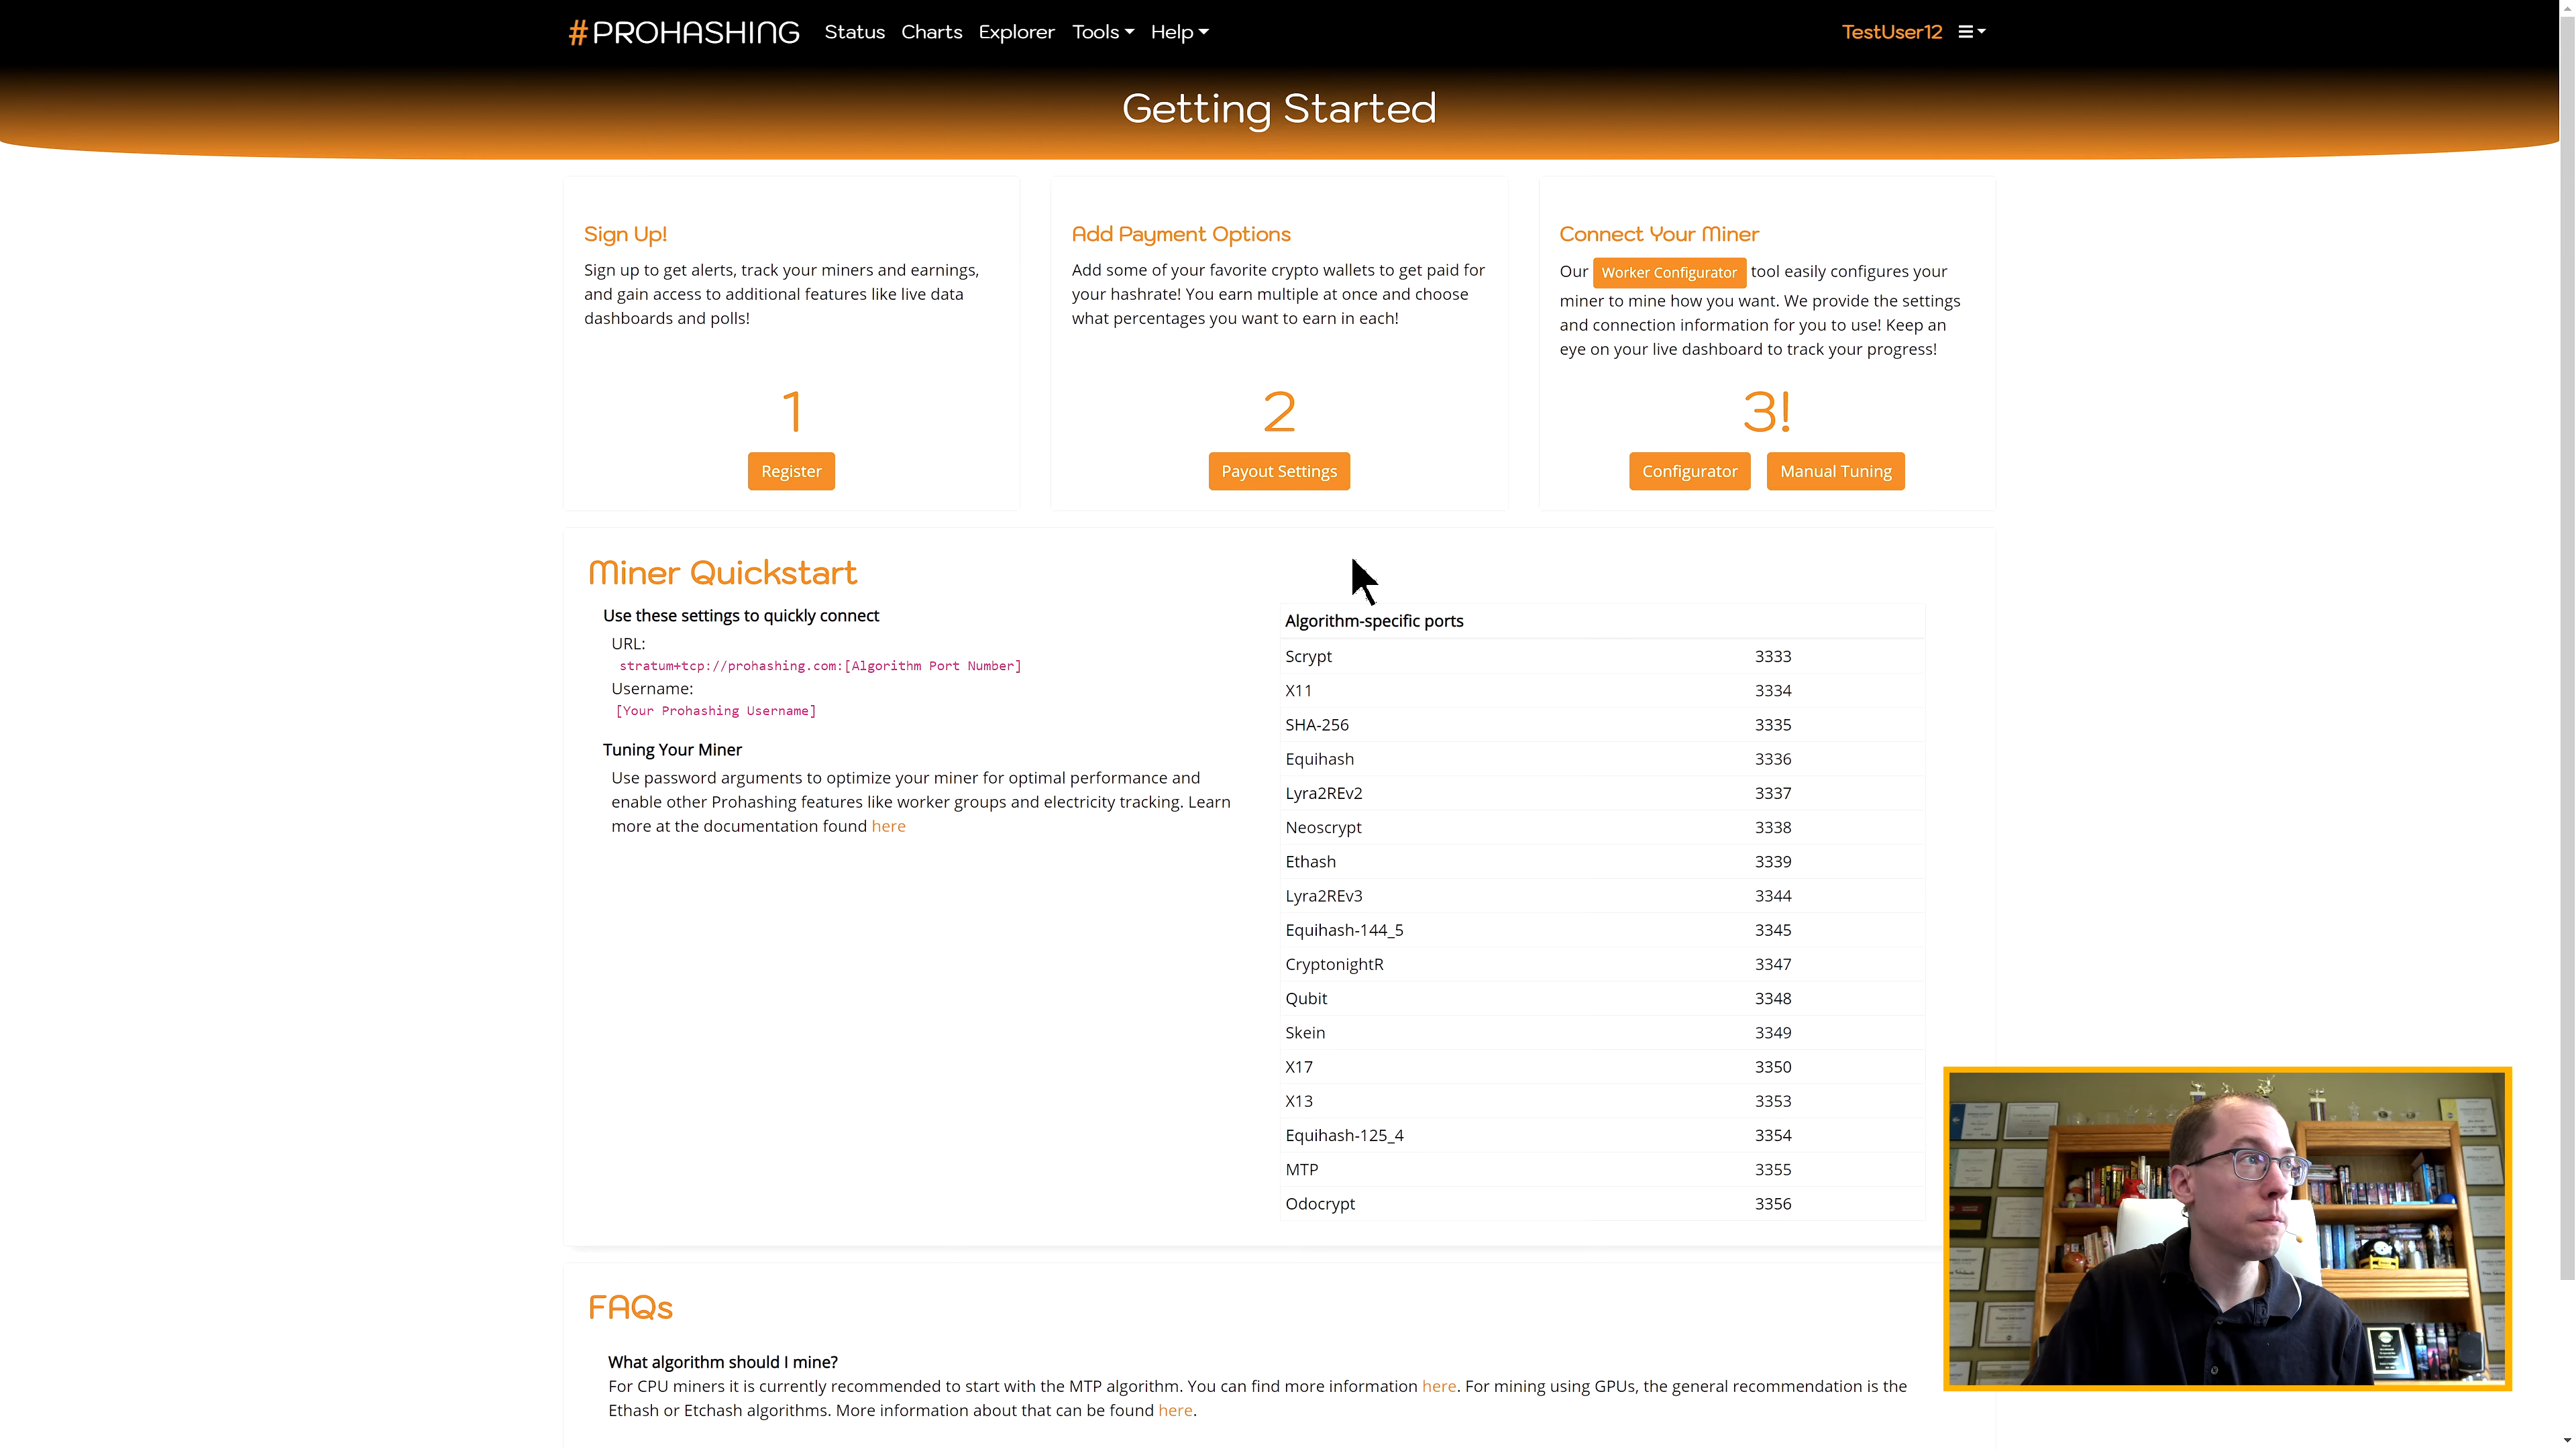 #PROHASHING Status Charts Explorer Tools Help TestUser12
Getting Started
Sign Up!
Sign up to get alerts, track your miners and earnings,
and gain access to additional features like live data
dashboards and polls!
1
Register
Add Payment Options
Add some of your favorite crypto wallets to get paid for
your hashrate! You earn multiple at once and choose
what percentages you want to earn in each!
2
Payout Settings
Connect Your Miner
Our Worker Configurator tool easily configures your
miner to mine how you want. We provide the settings
and connection information for you to use! Keep an
eye on your live dashboard to track your progress!
3!
Configurator Manual Tuning
Miner Quickstart
Use these settings to quickly connect
URL:
stratum+tcp://prohashing.com:[Algorithm Port Number]
Username:
[Your Prohashing Username]
Tuning Your Miner
Use password arguments to optimize your miner for optimal performance and
enable other Prohashing features like worker groups and electricity tracking. Learn
more at the documentation found here
Algorithm-specific ports
Scrypt 3333
X11 3334
SHA-256 3335
Equihash 3336
Lyra2REv2 3337
Neoscrypt 3338
Ethash 3339
Lyra2REv3 3344
Equihash-144_5 3345
CryptonightR 3347
Qubit 3348
Skein 3349
X17 3350
X13 3353
Equihash-125_4 3354
MTP 3355
Odocrypt 3356
FAQs
What algorithm should I mine?
For CPU miners it is currently recommended to start with the MTP algorithm. You can find more information here. For mining using GPUs, the general recommendation is the
Ethash or Etchash algorithms. More information about that can be found here.